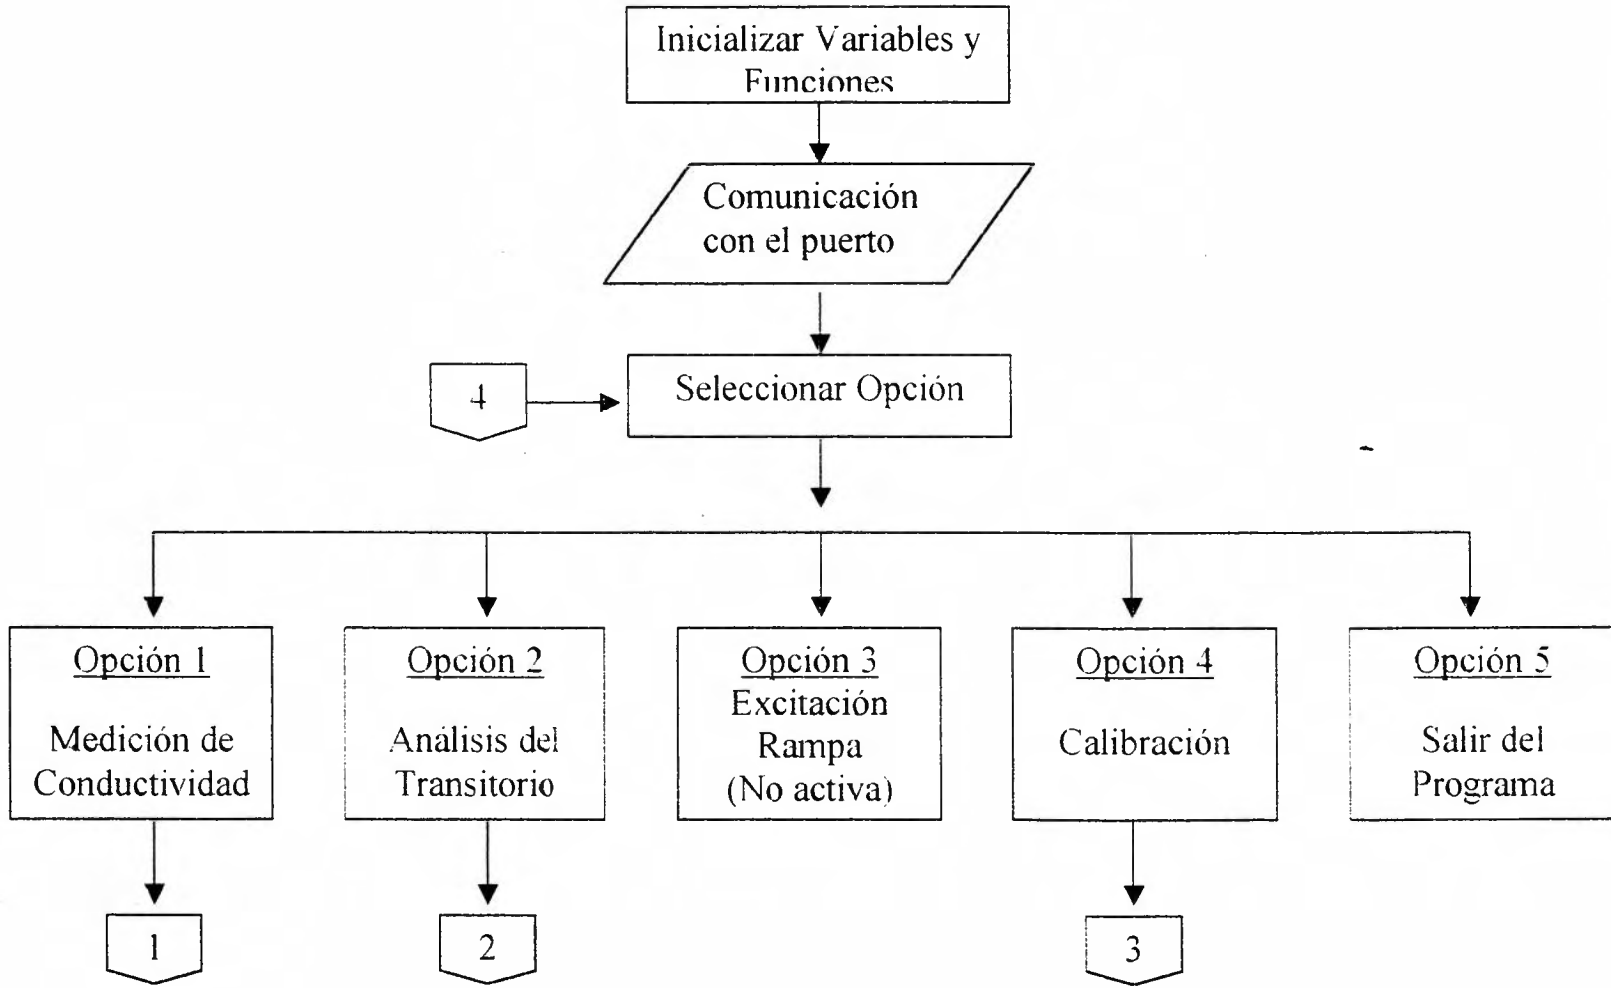 Inicializar Variables y
Funciones
Comunicación
con el puerto
4
Seleccionar Opción
Opción 1
Medición de
Conductividad
Opción 2
Análisis del
Transitorio
Opción 3
Excitación
Rampa
(No activa)
Opción 4
Calibración
Opción 5
Salir del
Programa
1
2
3